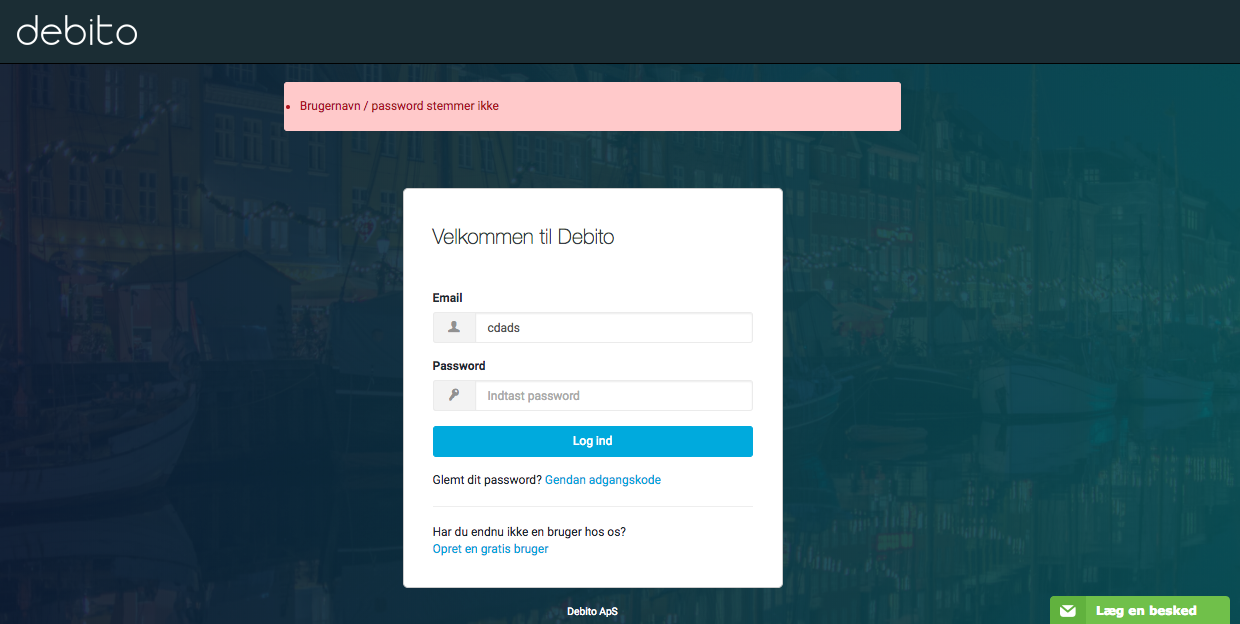 debito
Brugernavn / password stemmer ikke
Velkommen til Debito
Email
cdads
Password
Indtast password
Log ind
Glemt dit password? Gendan adgangskode
Har du endnu ikke en bruger hos os?
Opret en gratis bruger
Debito ApS
Læg en besked